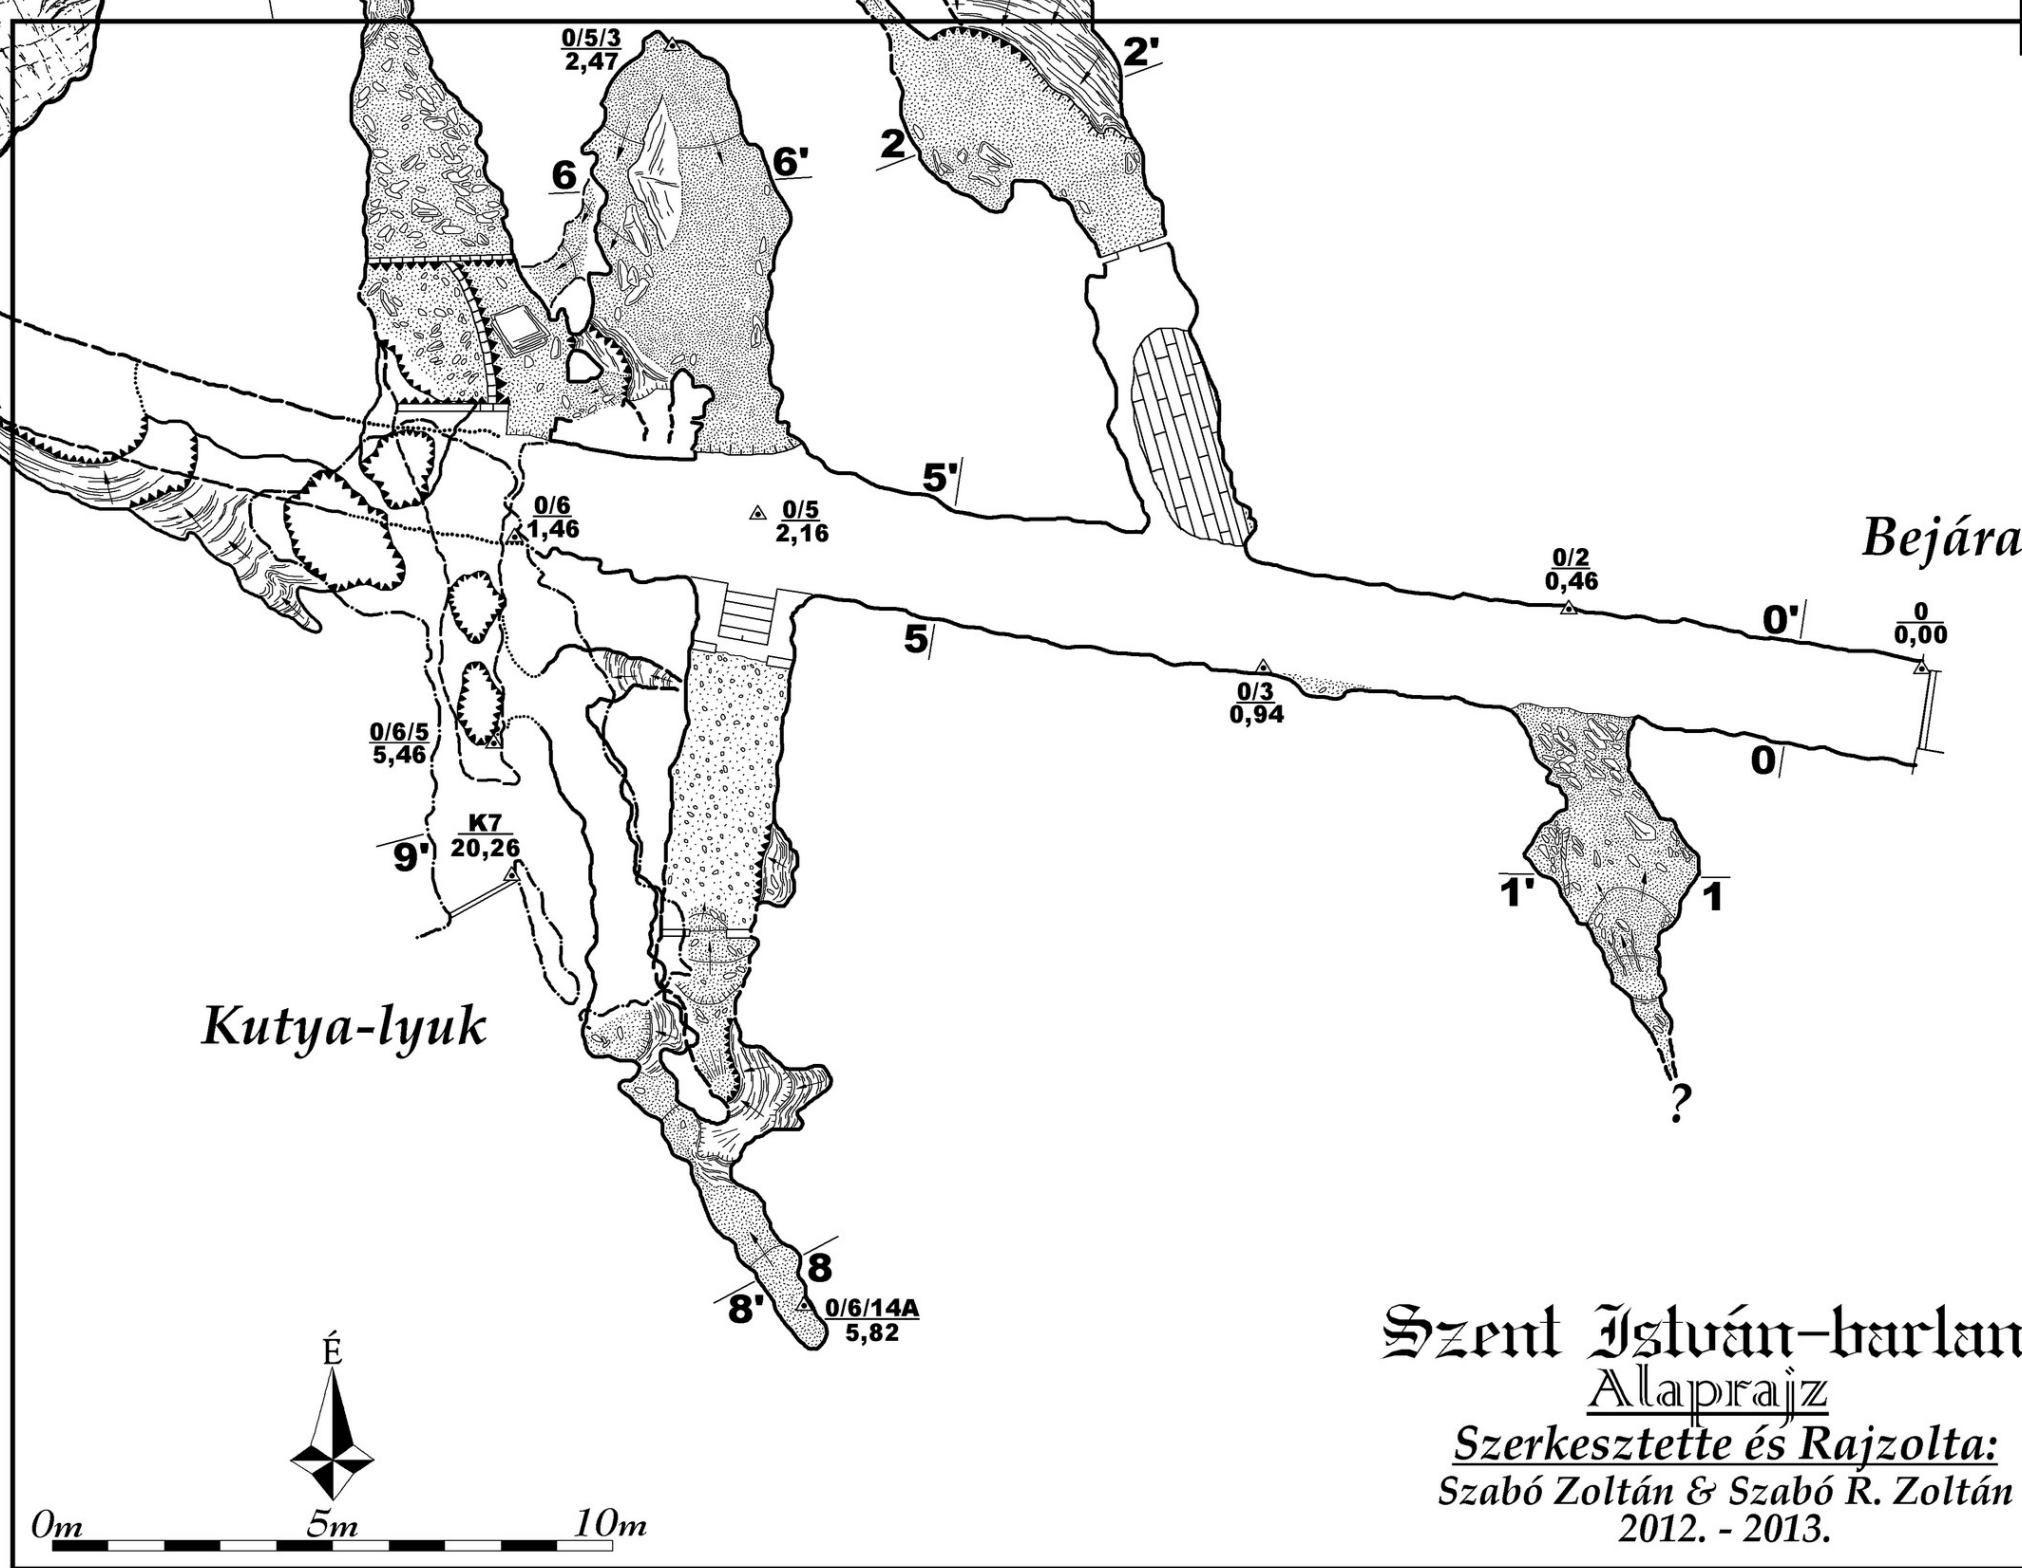 0/5/3
2,47
2'
2
6
6'
5'
0/6
1,46
0/5
2,16
Bejára
0/2
0,46
0'
0
0,00
5
0/3
0,94
0/6/5
5,46
0
K7
20,26
9'
1'
1
Kutya-lyuk
?
8
8'
0/6/14A
5,82
É
0m 5m 10m
Szent István-barlan
Alaprajz
Szerkesztette és Rajzolta:
Szabó Zoltán & Szabó R. Zoltán
2012. - 2013.